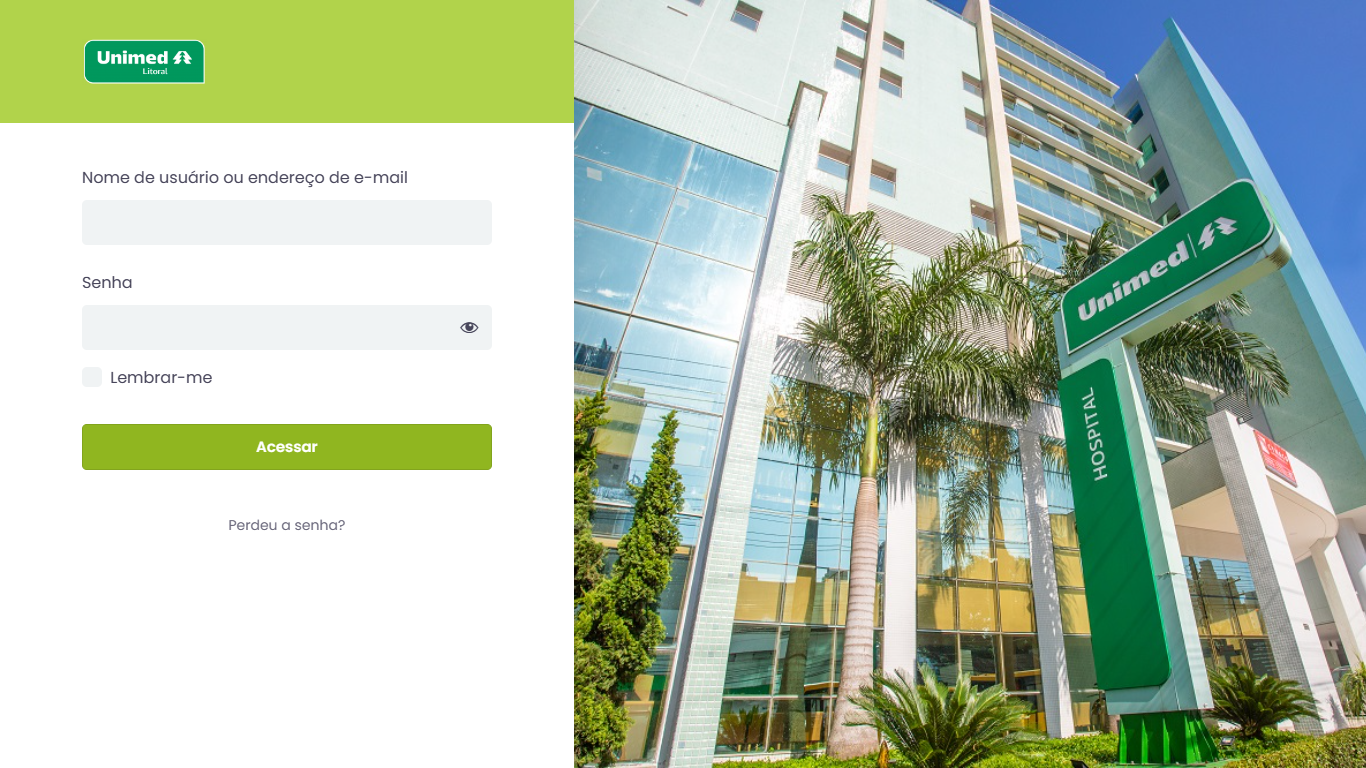 Unimed
Litoral
Nome de usuário ou endereço de e-mail
Senha
Lembrar-me
Acessar
Perdeu a senha?
Unimed
HOSPITAL